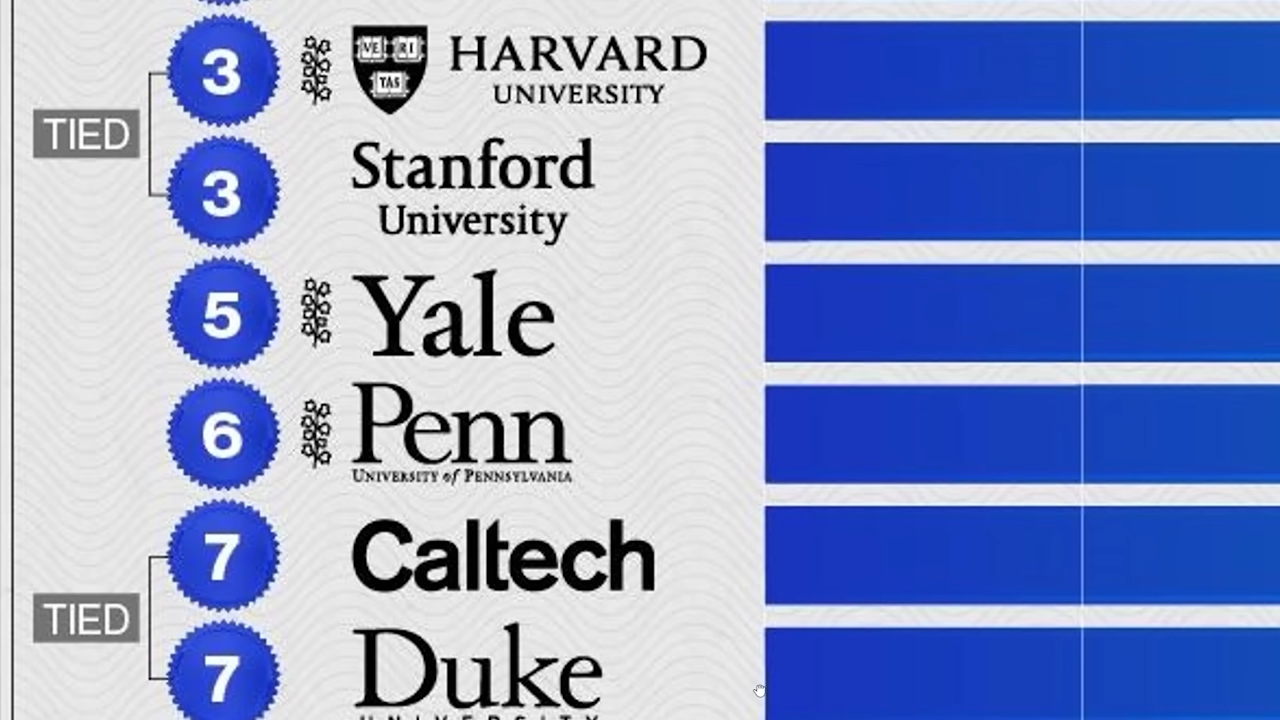 3
VE RI TAS
HARVARD
UNIVERSITY
TIED
3
Stanford
University
5
Yale
6
Penn
UNIVERSITY of PENNSYLVANIA
7
Caltech
TIED
7
Duke
UNIVERSITY